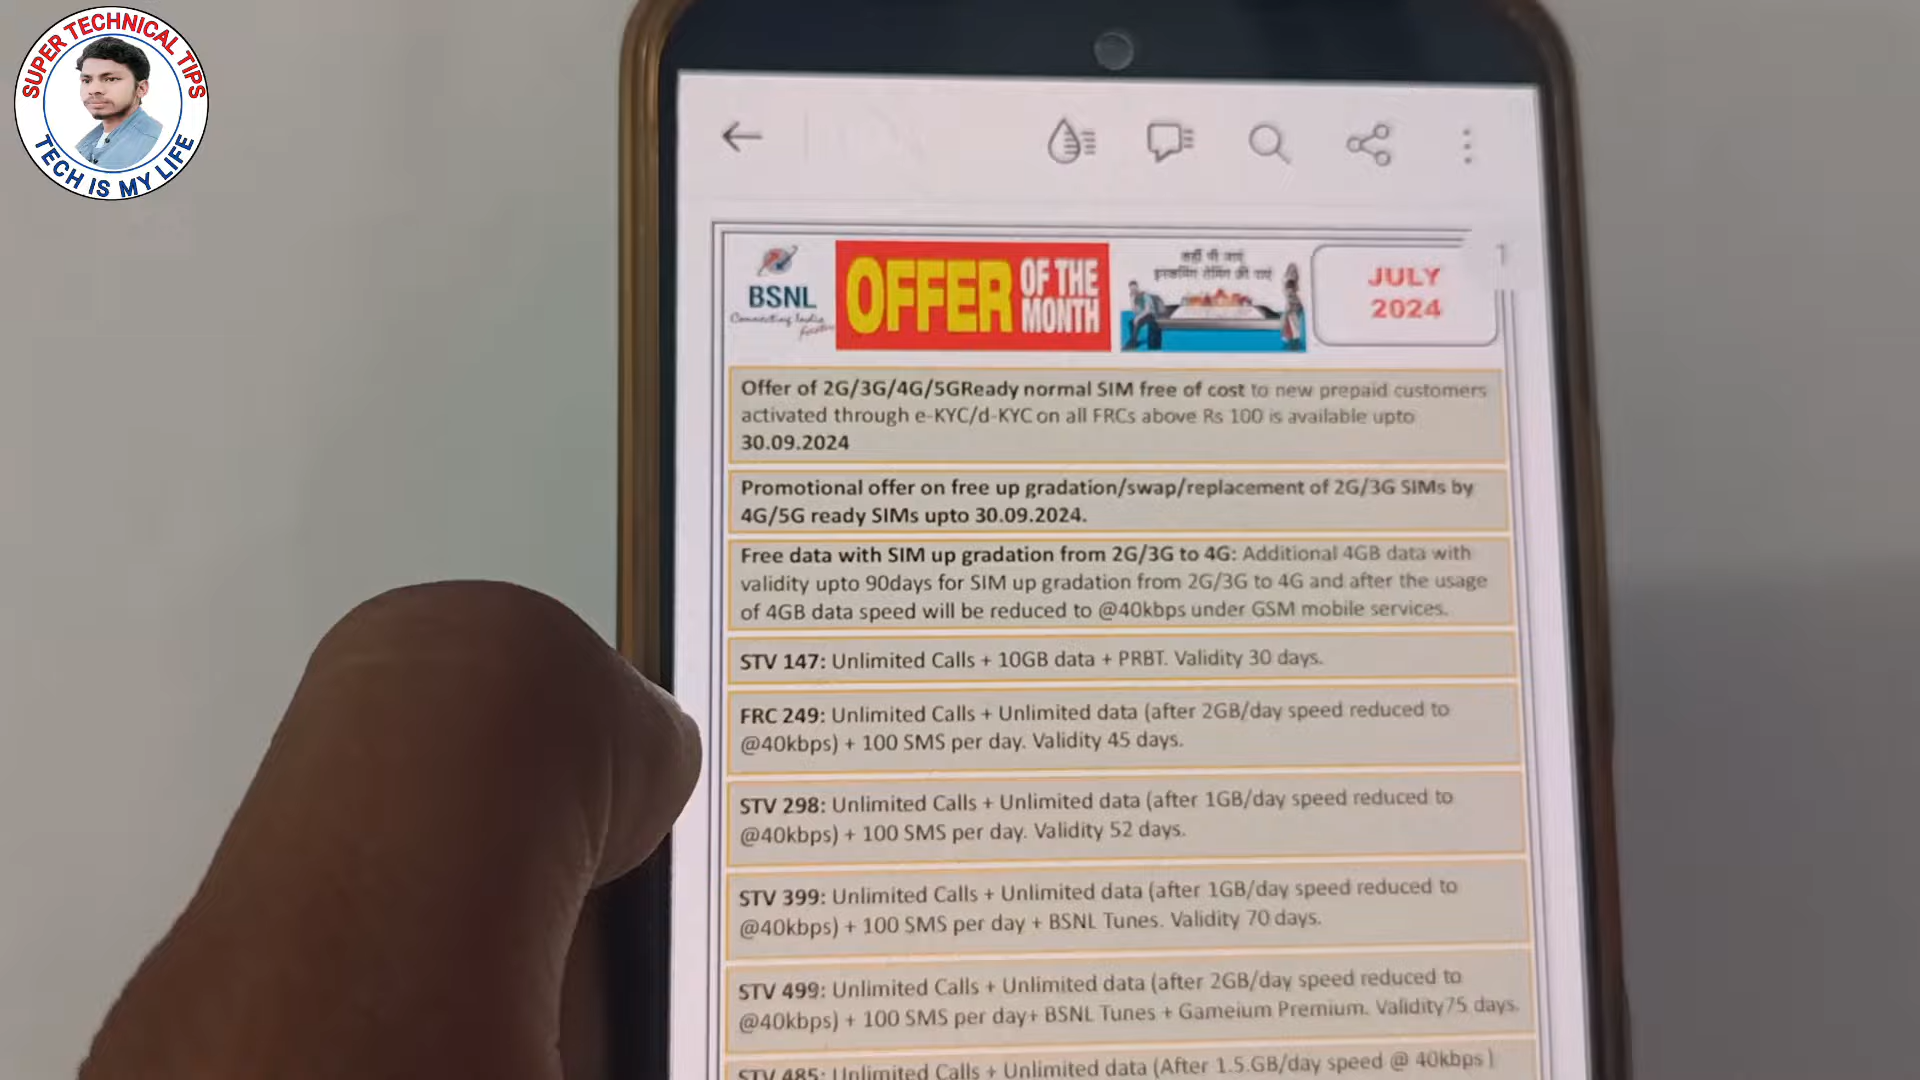 SUPER TECHNICAL TIPS
TECH IS MY LIFE
1
BSNL
Connecting India
OFFER OF THE MONTH
कहीं भी जाएं
इनकमिंग रोमिंग फ्री पाएं
JULY
2024
Offer of 2G/3G/4G/5GReady normal SIM free of cost to new prepaid customers
activated through e-KYC/d-KYC on all FRCs above Rs 100 is available upto
30.09.2024
Promotional offer on free up gradation/swap/replacement of 2G/3G SIMs by
4G/5G ready SIMs upto 30.09.2024.
Free data with SIM up gradation from 2G/3G to 4G: Additional 4GB data with
validity upto 90days for SIM up gradation from 2G/3G to 4G and after the usage
of 4GB data speed will be reduced to @40kbps under GSM mobile services.
STV 147: Unlimited Calls + 10GB data + PRBT. Validity 30 days.
FRC 249: Unlimited Calls + Unlimited data (after 2GB/day speed reduced to
@40kbps) + 100 SMS per day. Validity 45 days.
STV 298: Unlimited Calls + Unlimited data (after 1GB/day speed reduced to
@40kbps) + 100 SMS per day. Validity 52 days.
STV 399: Unlimited Calls + Unlimited data (after 1GB/day speed reduced to
@40kbps) + 100 SMS per day + BSNL Tunes. Validity 70 days.
STV 499: Unlimited Calls + Unlimited data (after 2GB/day speed reduced to
@40kbps) + 100 SMS per day+ BSNL Tunes + Gameium Premium. Validity75 days.
STV 485: Unlimited Calls + Unlimited data (After 1.5.GB/day speed @ 40kbps )